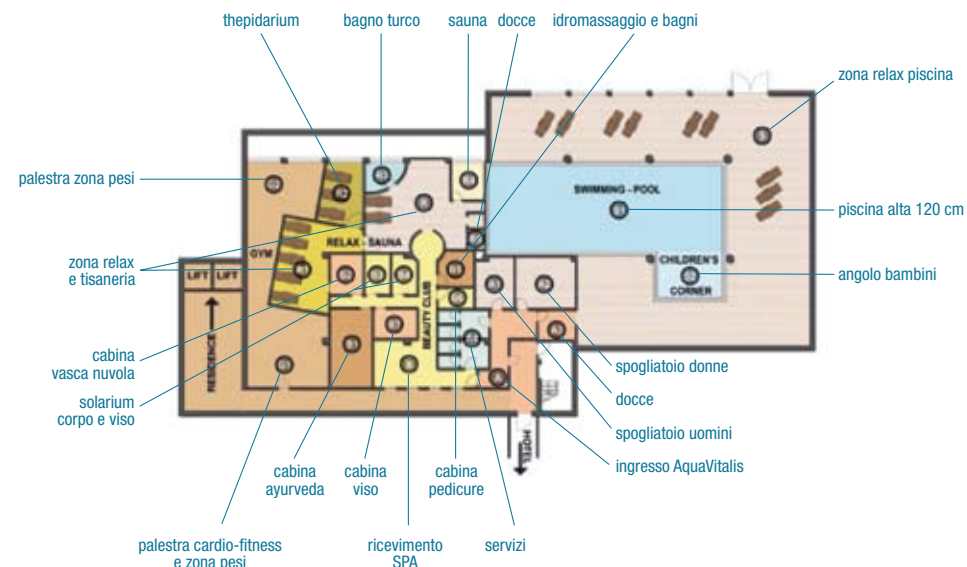 thepidarium
bagno turco
sauna
docce
idromassaggio e bagni
zona relax piscina
palestra zona pesi
SWIMMING - POOL
piscina alta 120 cm
RELAX - SAUNA
GYM
zona relax
e tisaneria
CHILDREN'S
CORNER
angolo bambini
LIFT
LIFT
RESIDENCE
BEAUTY CLUB
cabina
vasca nuvola
spogliatoio donne
solarium
corpo e viso
docce
spogliatoio uomini
HOTEL
ingresso AquaVitalis
cabina
ayurveda
cabina
viso
cabina
pedicure
palestra cardio-fitness
e zona pesi
ricevimento
SPA
servizi